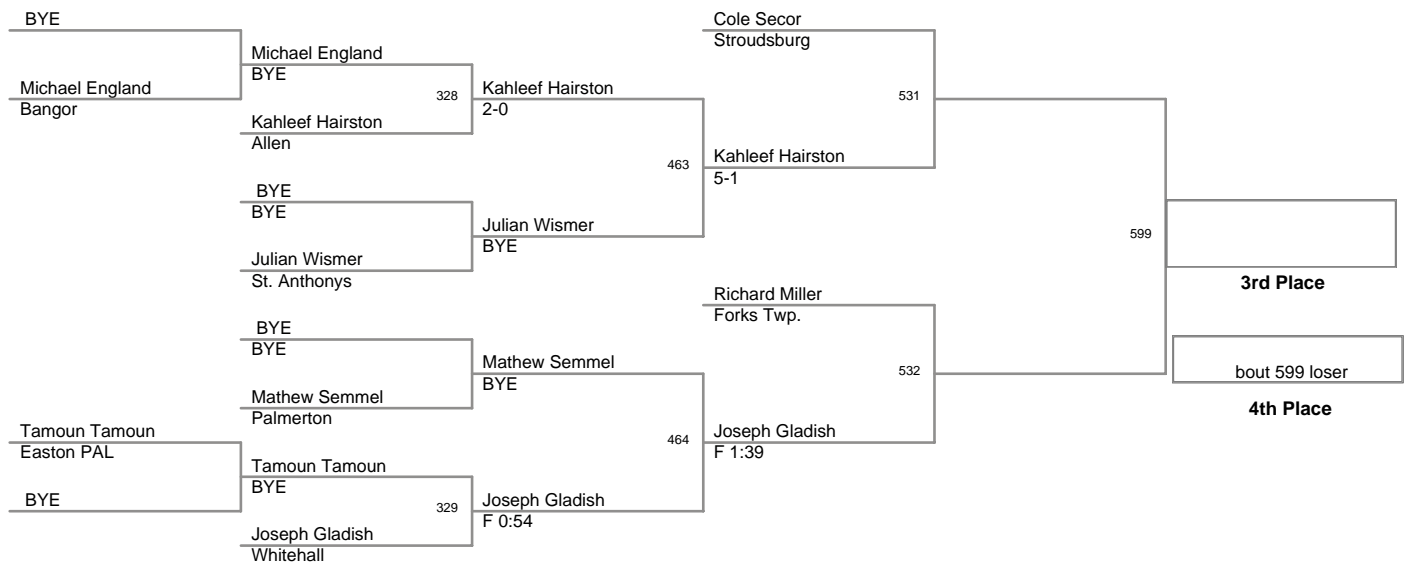 BYE
Michael England
Bangor
Tamoun Tamoun
Easton PAL
BYE
Michael England
BYE
328
Kahleef Hairston
Allen
BYE
BYE
Julian Wismer
St. Anthonys
BYE
BYE
Mathew Semmel
Palmerton
Tamoun Tamoun
BYE
329
Joseph Gladish
Whitehall
Kahleef Hairston
2-0
463
Julian Wismer
BYE
Mathew Semmel
BYE
464
Joseph Gladish
F 0:54
Cole Secor
Stroudsburg
531
Kahleef Hairston
5-1
Richard Miller
Forks Twp.
532
Joseph Gladish
F 1:39
599
3rd Place
bout 599 loser
4th Place